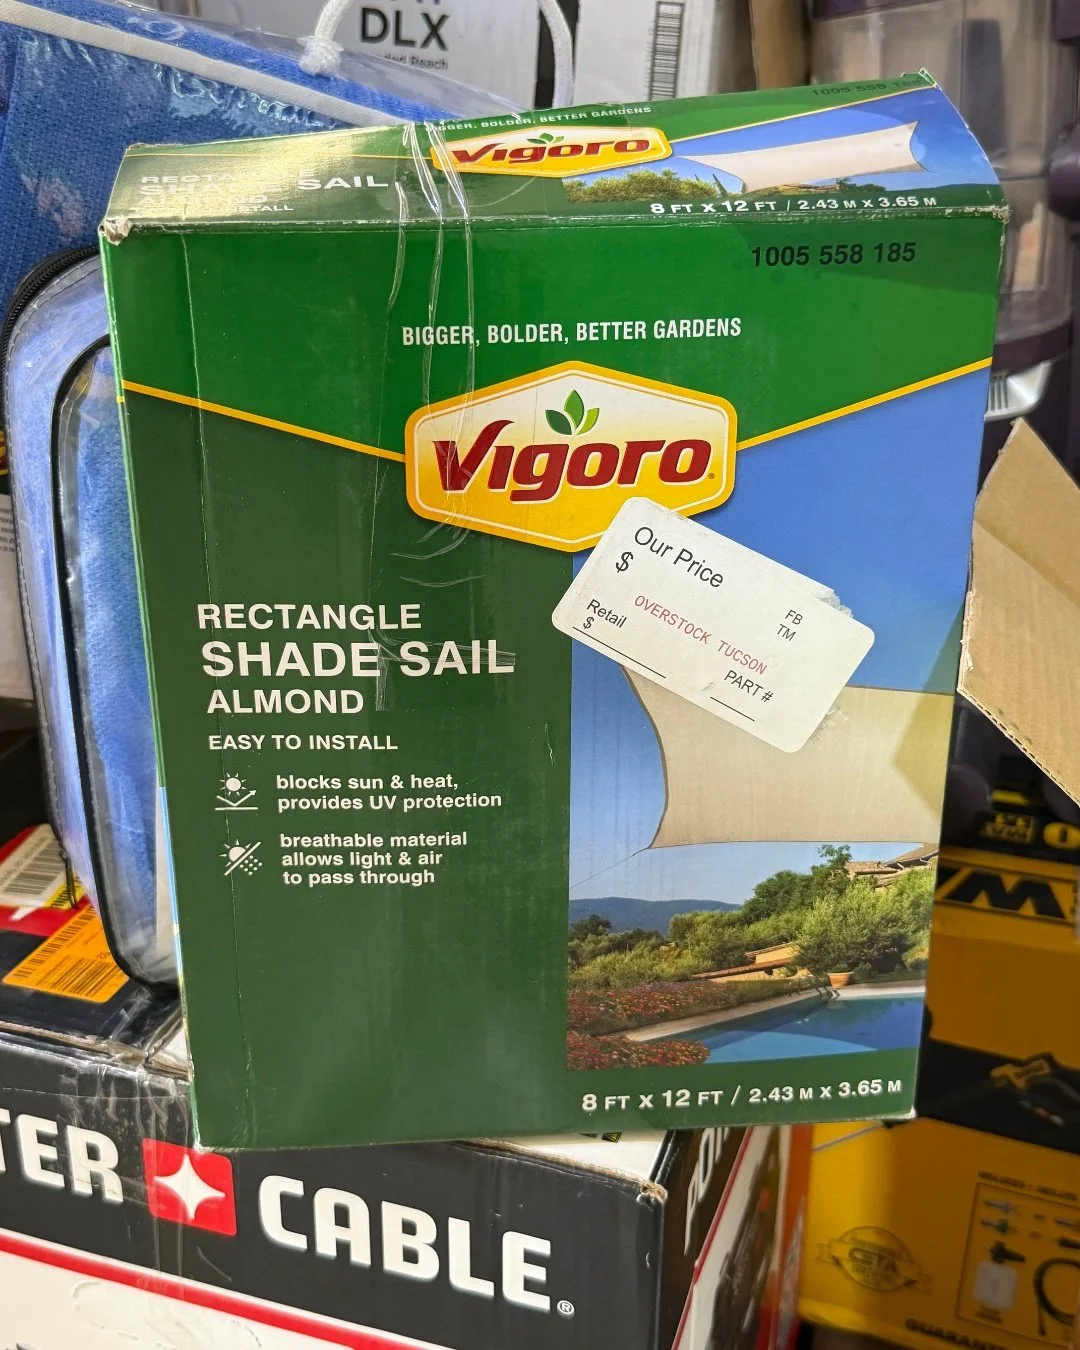 DLX
BIGGER, BOLDER, BETTER GARDENS
Vigoro
SHADE SAIL
8 FT X 12 FT / 2.43 M X 3.65 M
1005 558 185
BIGGER, BOLDER, BETTER GARDENS
Vigoro
Our Price
$
FB
TM
OVERSTOCK TUCSON
Retail
$
PART #
RECTANGLE
SHADE SAIL
ALMOND
EASY TO INSTALL
blocks sun & heat,
provides UV protection
breathable material
allows light & air
to pass through
8 FT X 12 FT / 2.43 M X 3.65 M
TER CABLE®
CETA